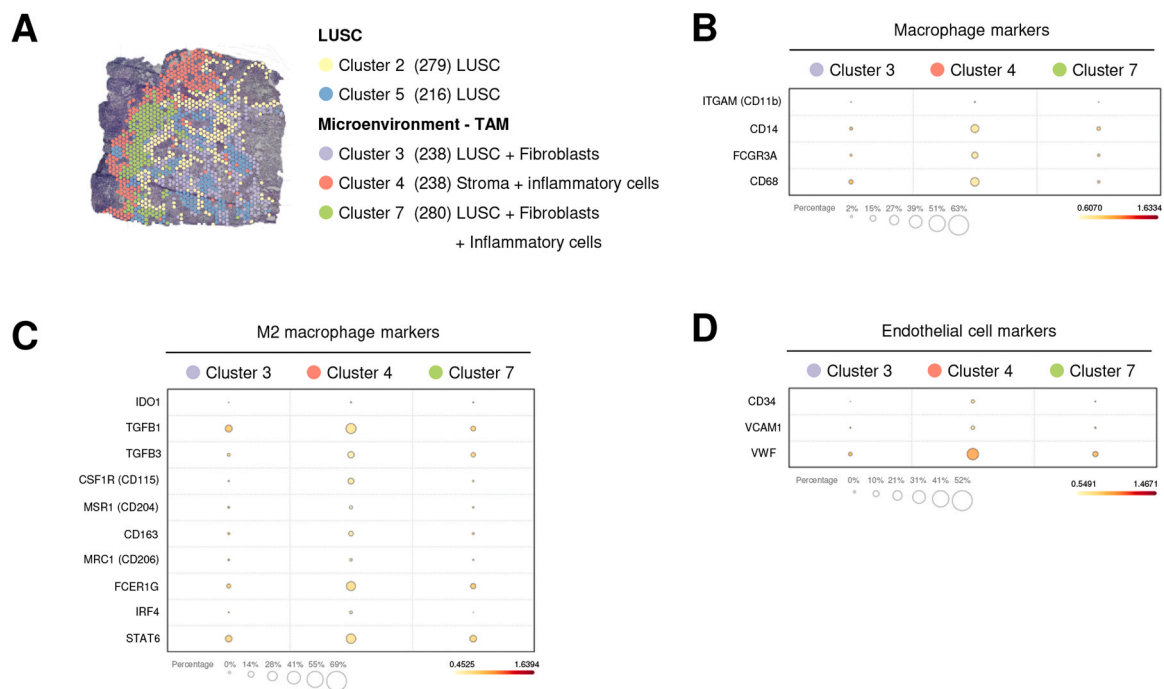 A
LUSC
Cluster 2 (279) LUSC
Cluster 5 (216) LUSC
Microenvironment - TAM
Cluster 3 (238) LUSC + Fibroblasts
Cluster 4 (238) Stroma + inflammatory cells
Cluster 7 (280) LUSC + Fibroblasts
+ Inflammatory cells
B
Macrophage markers
Cluster 3 Cluster 4 Cluster 7
ITGAM (CD11b)
CD14
FCGR3A
CD68
Percentage 2% 15% 27% 39% 51% 63%
0.6070 1.6334
C
M2 macrophage markers
Cluster 3 Cluster 4 Cluster 7
IDO1
TGFB1
TGFB3
CSF1R (CD115)
MSR1 (CD204)
CD163
MRC1 (CD206)
FCER1G
IRF4
STAT6
Percentage 0% 14% 28% 41% 55% 69%
0.4525 1.6394
D
Endothelial cell markers
Cluster 3 Cluster 4 Cluster 7
CD34
VCAM1
VWF
Percentage 0% 10% 21% 31% 41% 52%
0.5491 1.4671